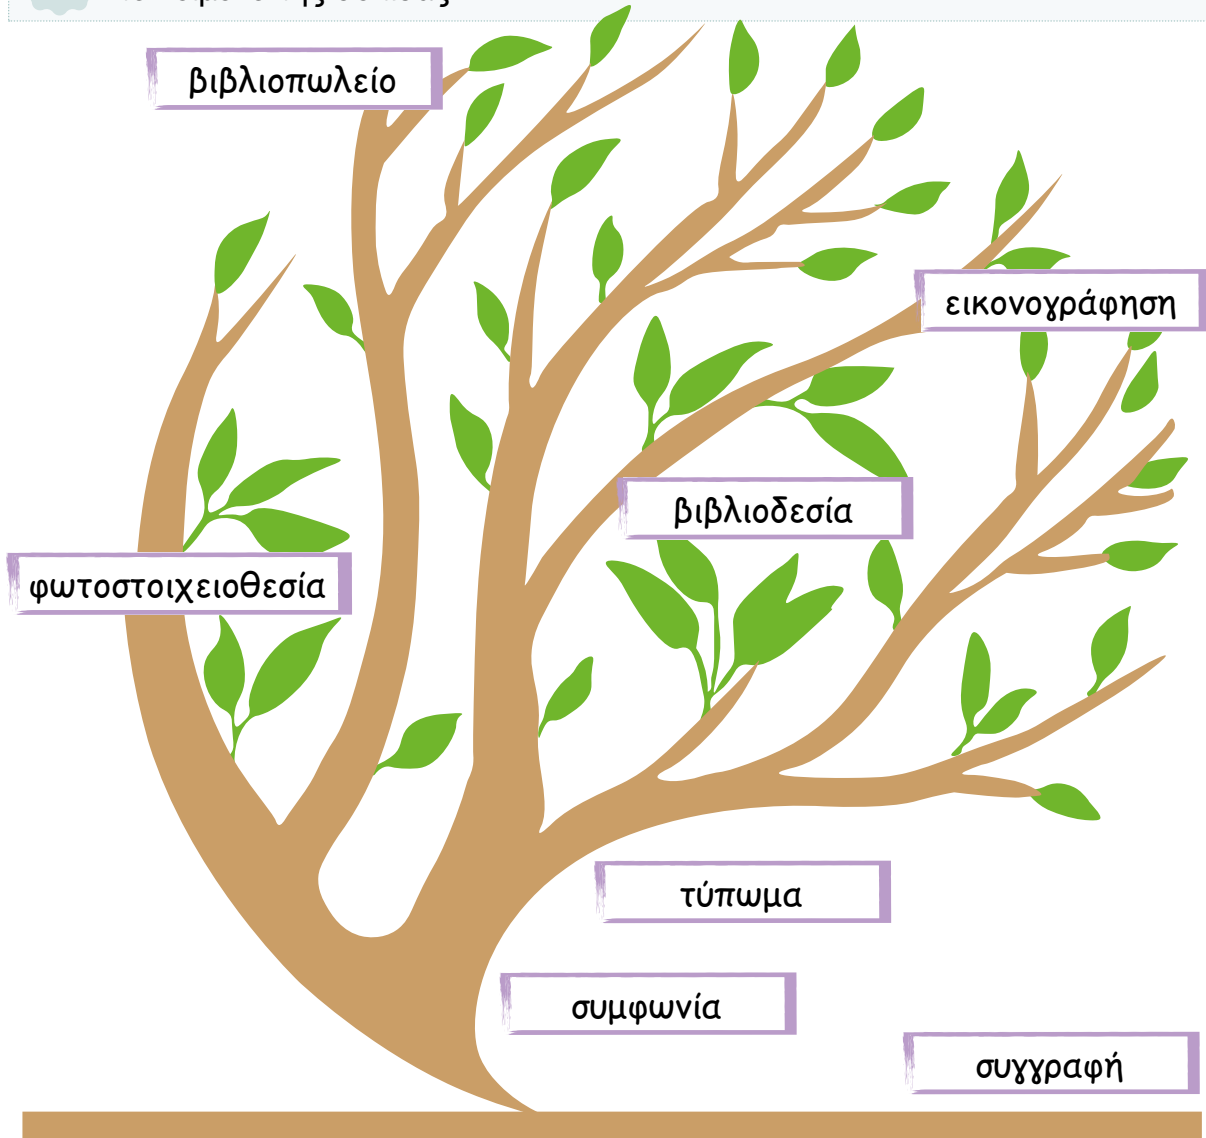 βιβλιοπωλείο
εικονογράφηση
βιβλιοδεσία
φωτοστοιχειοθεσία
τύπωμα
συμφωνία
συγγραφή